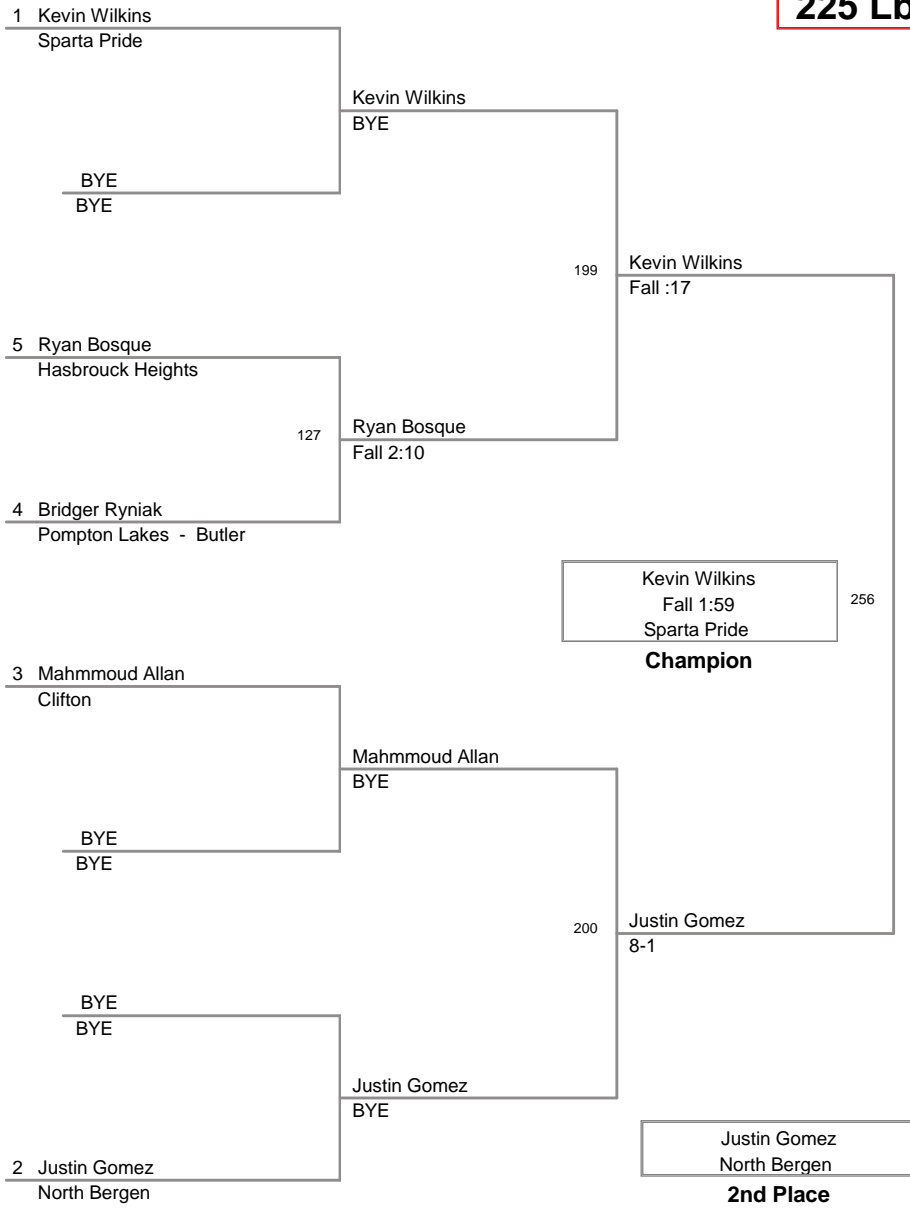 225 Lb
1 Kevin Wilkins
Sparta Pride
Kevin Wilkins
BYE
BYE
BYE
199
Kevin Wilkins
Fall :17
5 Ryan Bosque
Hasbrouck Heights
127
Ryan Bosque
Fall 2:10
4 Bridger Ryniak
Pompton Lakes - Butler
Kevin Wilkins
Fall 1:59
Sparta Pride
256
Champion
3 Mahmmoud Allan
Clifton
Mahmmoud Allan
BYE
BYE
BYE
200
Justin Gomez
8-1
BYE
BYE
Justin Gomez
BYE
2 Justin Gomez
North Bergen
Justin Gomez
North Bergen
2nd Place